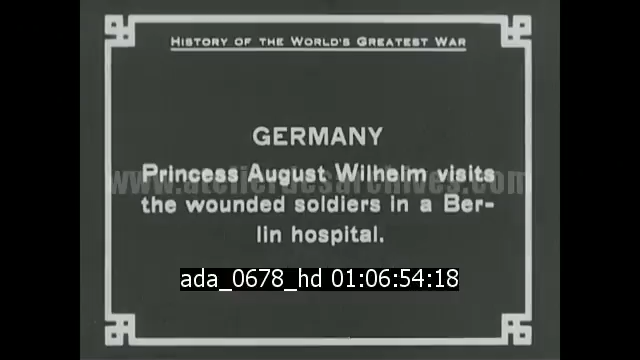 HISTORY OF THE WORLD'S GREATEST WAR
GERMANY
Princess August Wilhelm visits
www.atelierdesarchives.com
the wounded soldiers in a Ber-
lin hospital.
ada_0678_hd 01:06:54:18